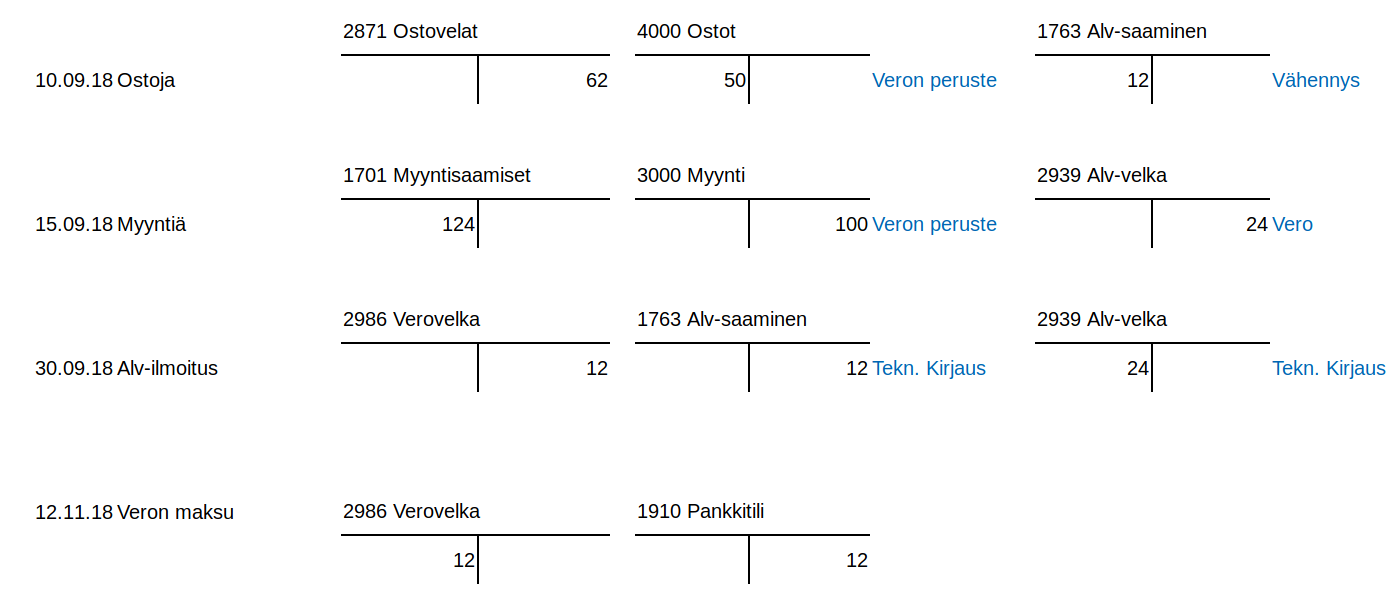 2871 Ostovelat 4000 Ostot 1763 Alv-saaminen
10.09.18 Ostoja 62 50 Veron peruste 12 Vähennys
1701 Myyntisaamiset 3000 Myynti 2939 Alv-velka
15.09.18 Myyntiä 124 100 Veron peruste 24 Vero
2986 Verovelka 1763 Alv-saaminen 2939 Alv-velka
30.09.18 Alv-ilmoitus 12 12 Tekn. Kirjaus 24 Tekn. Kirjaus
12.11.18 Veron maksu 2986 Verovelka 1910 Pankkitili
12 12